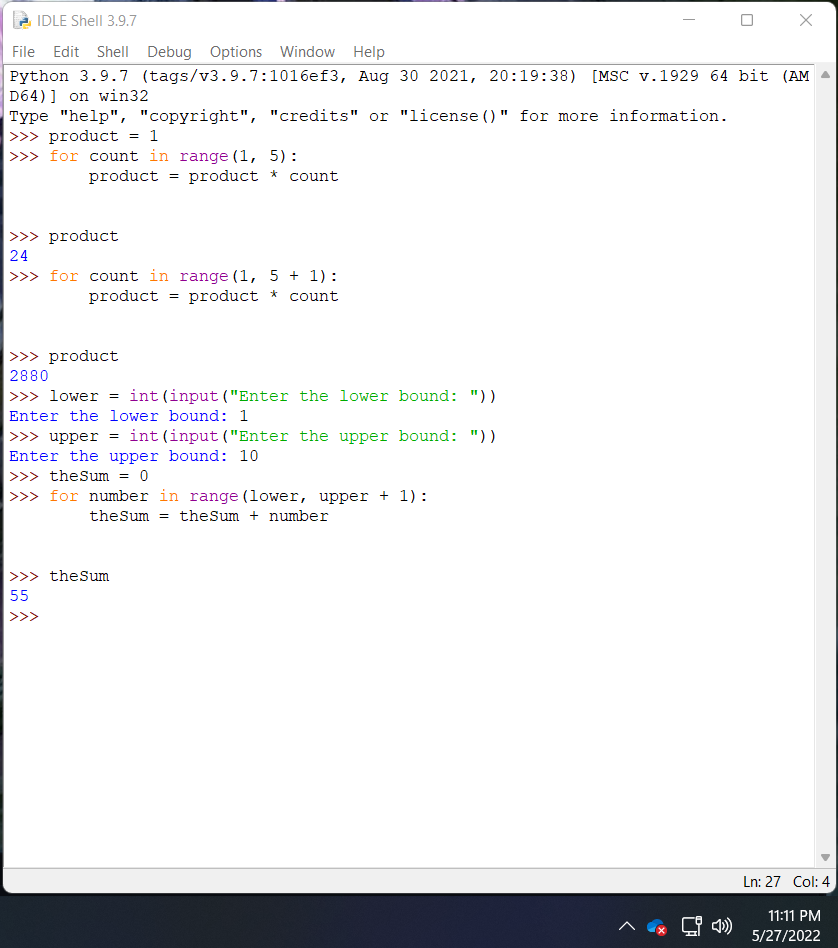 IDLE Shell 3.9.7
File Edit Shell Debug Options Window Help
Python 3.9.7 (tags/v3.9.7:1016ef3, Aug 30 2021, 20:19:38) [MSC v.1929 64 bit (AM
D64)] on win32
Type "help", "copyright", "credits" or "license()" for more information.
>>> product = 1
>>> for count in range(1, 5):
        product = product * count
>>> product
24
>>> for count in range(1, 5 + 1):
        product = product * count
>>> product
2880
>>> lower = int(input("Enter the lower bound: "))
Enter the lower bound: 1
>>> upper = int(input("Enter the upper bound: "))
Enter the upper bound: 10
>>> theSum = 0
>>> for number in range(lower, upper + 1):
        theSum = theSum + number
>>> theSum
55
>>>
Ln: 27 Col: 4
11:11 PM
5/27/2022